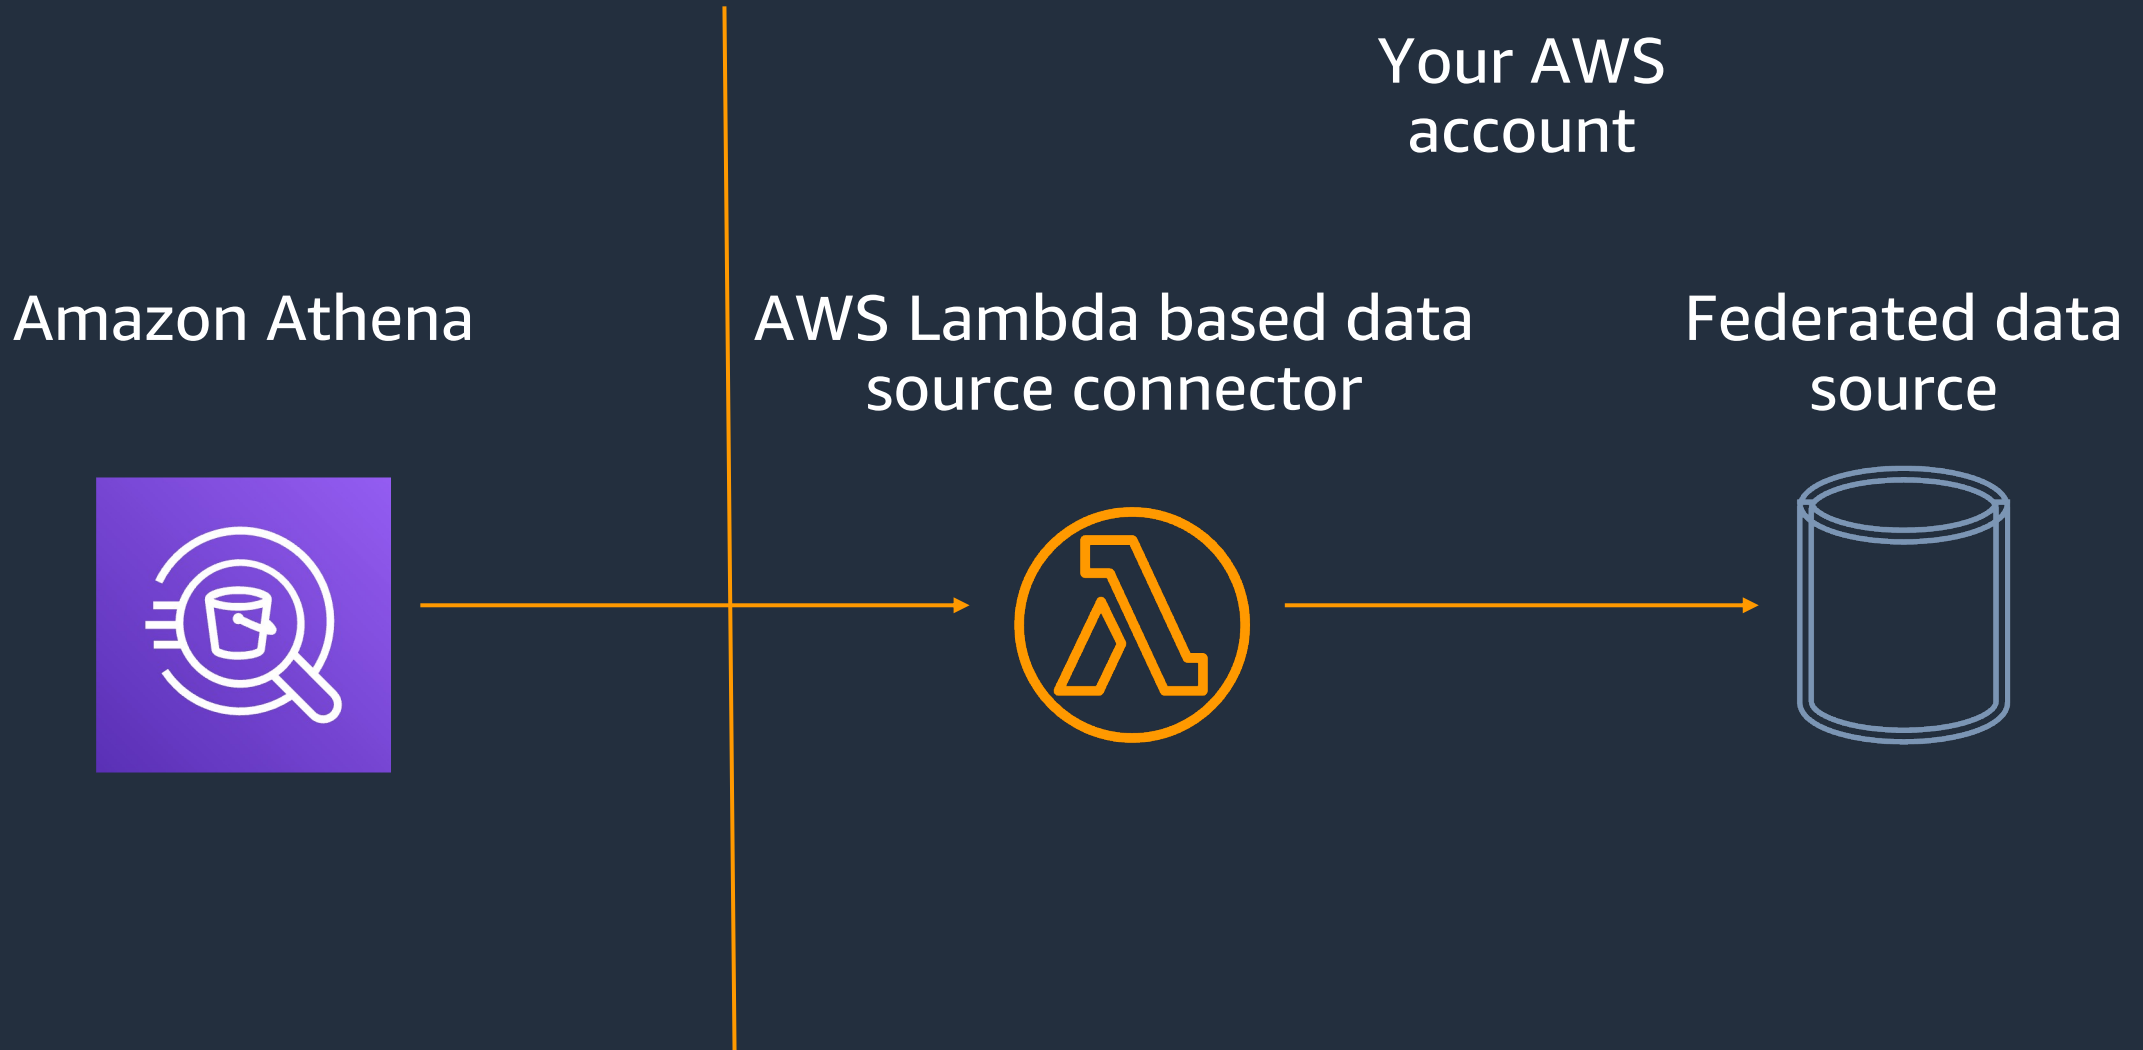 Your AWS
account
Amazon Athena
AWS Lambda based data
source connector
Federated data
source